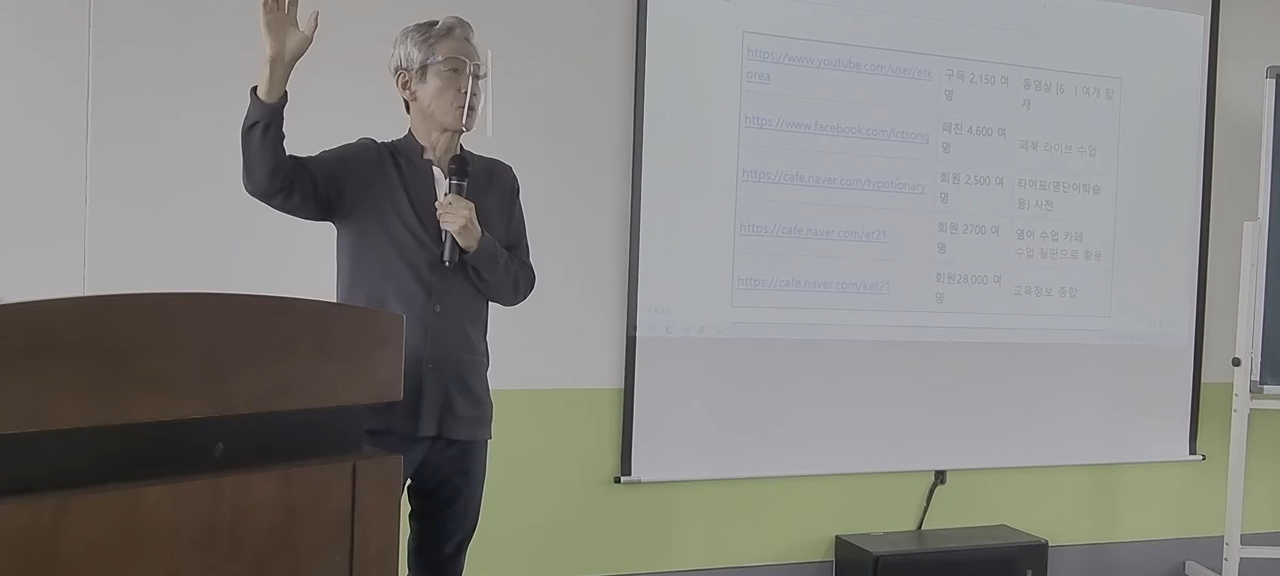 https://www.youtube.com/user/etk
orea
구독 2,150 여
명
동영상 여개 탑
재
https://www.facebook.com/ictsong
페친 4,600 여
명
페북 라이브 수업
https://cafe.naver.com/typotionary
회원 2,500 여
명
타이포(영단어학습
용) 사전
https://cafe.naver.com/et21
회원 2700 여
명
영어 수업 카페
수업 칠판으로 활용
https://cafe.naver.com/ket21
회원28,000 여
명
교육정보 종합